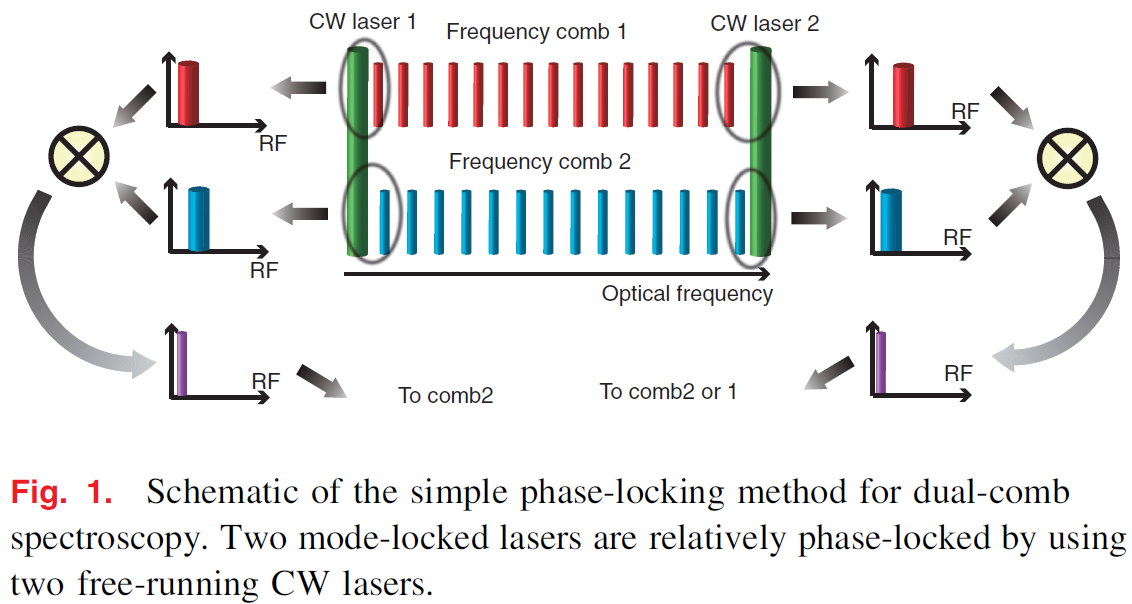 CW laser 1
Frequency comb 1
CW laser 2
RF
RF
Frequency comb 2
RF
RF
Optical frequency
RF
To comb2
To comb2 or 1
RF
Fig. 1. Schematic of the simple phase-locking method for dual-comb
spectroscopy. Two mode-locked lasers are relatively phase-locked by using
two free-running CW lasers.